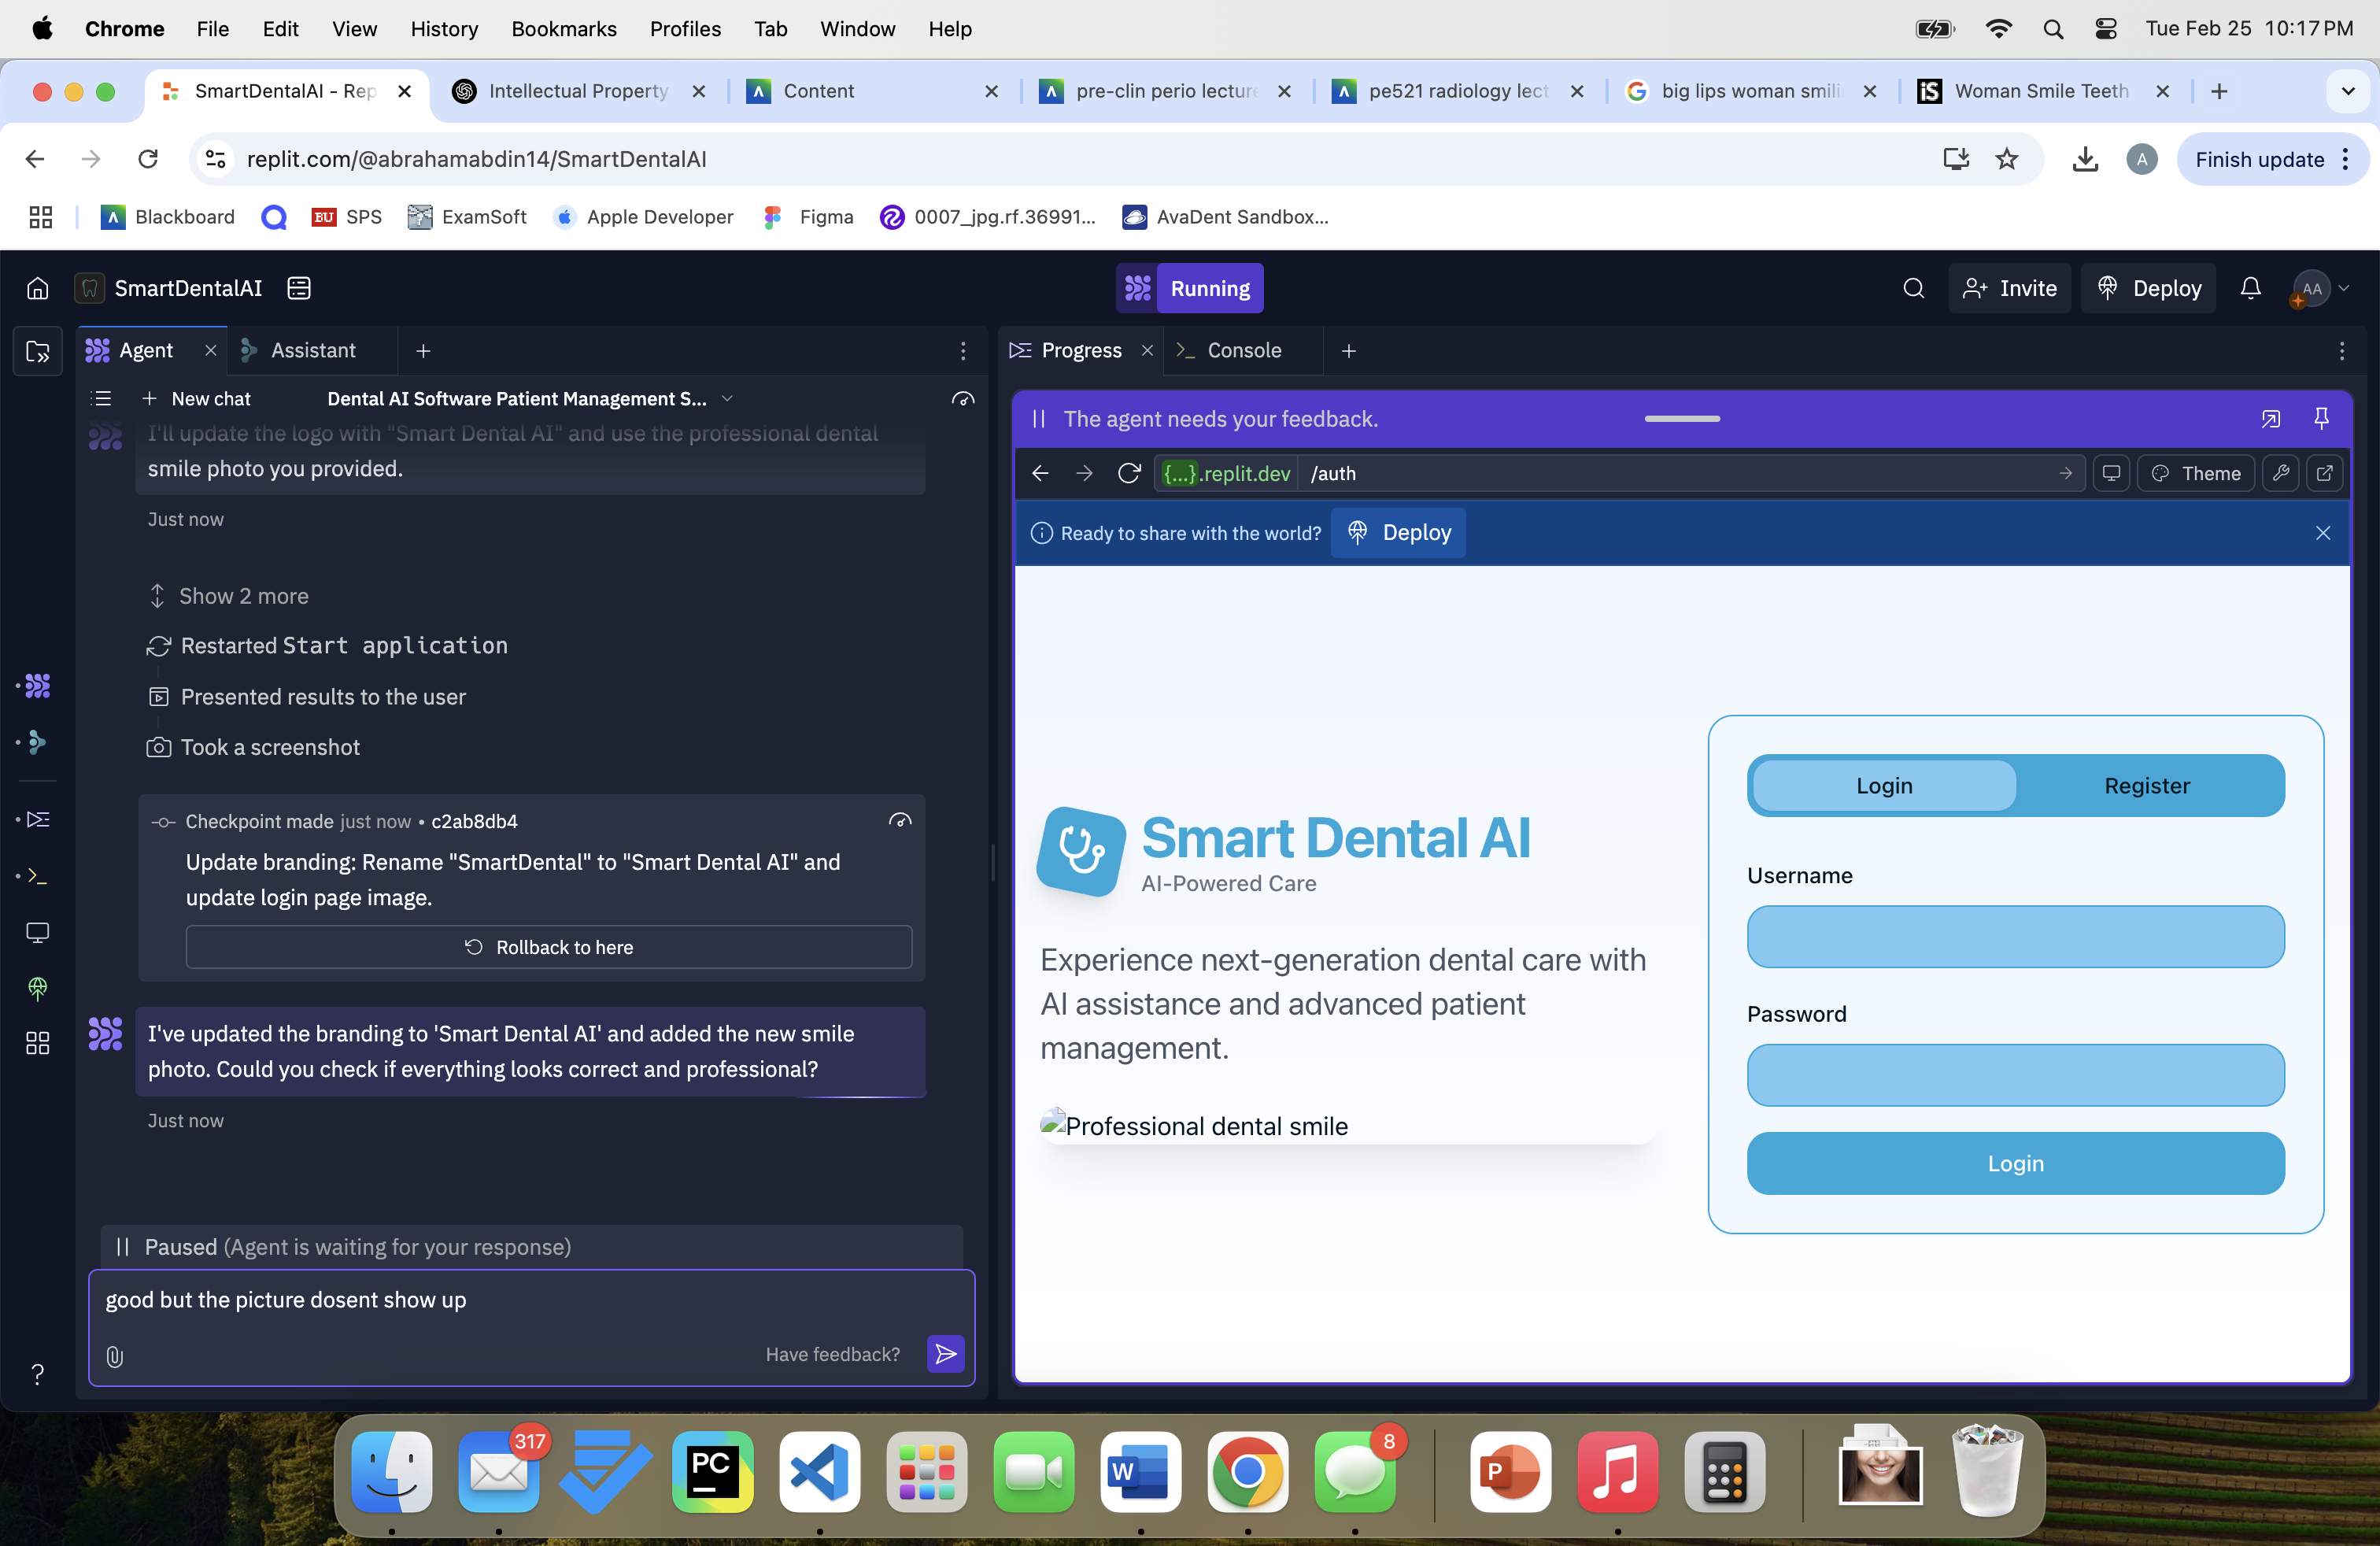 Chrome File Edit View History Bookmarks Profiles Tab Window Help Tue Feb 25 10:17 PM
SmartDentalAI - Rep Intellectual Property Content pre-clin perio lecture pe521 radiology lect big lips woman smili iS Woman Smile Teeth
replit.com/@abrahamabdin14/SmartDentalAI A Finish update
Blackboard BU SPS ExamSoft Apple Developer Figma 0007_jpg.rf.36991... AvaDent Sandbox...
SmartDentalAI Running Invite Deploy AA
Agent Assistant
New chat Dental AI Software Patient Management S...
I'll update the logo with "Smart Dental AI" and use the professional dental
smile photo you provided.
Just now
Show 2 more
Restarted Start application
Presented results to the user
Took a screenshot
Checkpoint made just now • c2ab8db4
Update branding: Rename "SmartDental" to "Smart Dental AI" and
update login page image.
Rollback to here
I've updated the branding to 'Smart Dental AI' and added the new smile
photo. Could you check if everything looks correct and professional?
Just now
Paused (Agent is waiting for your response)
good but the picture dosent show up
Have feedback?
?
Progress Console
The agent needs your feedback.
{...}.replit.dev /auth Theme
Ready to share with the world? Deploy
Smart Dental AI
AI-Powered Care
Experience next-generation dental care with
AI assistance and advanced patient
management.
Professional dental smile
Login Register
Username
Password
Login
317 PC W 8 P